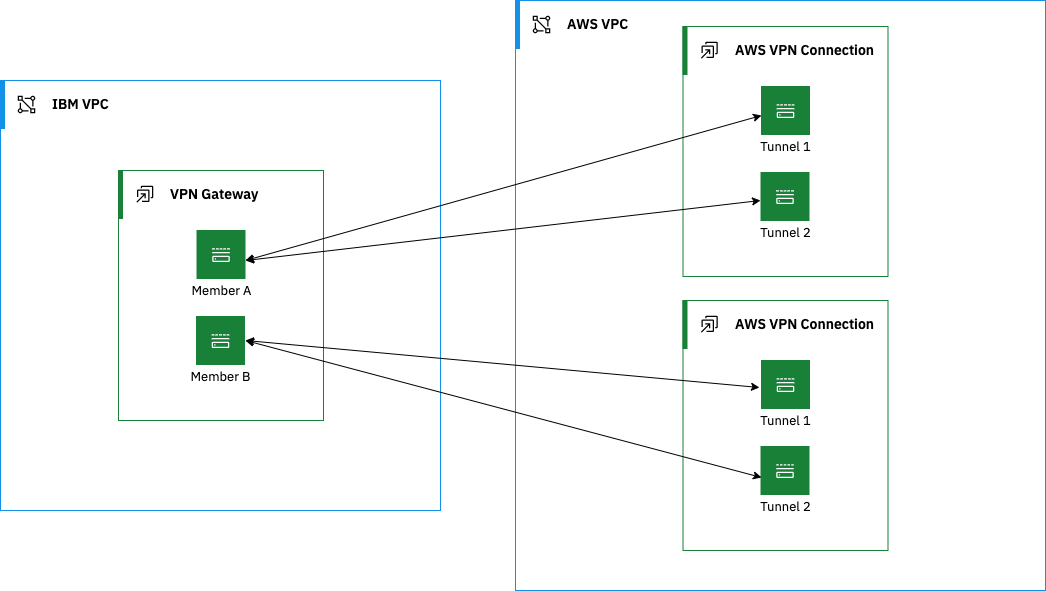 IBM VPC
VPN Gateway
Member A
Member B
AWS VPC
AWS VPN Connection
Tunnel 1
Tunnel 2
AWS VPN Connection
Tunnel 1
Tunnel 2